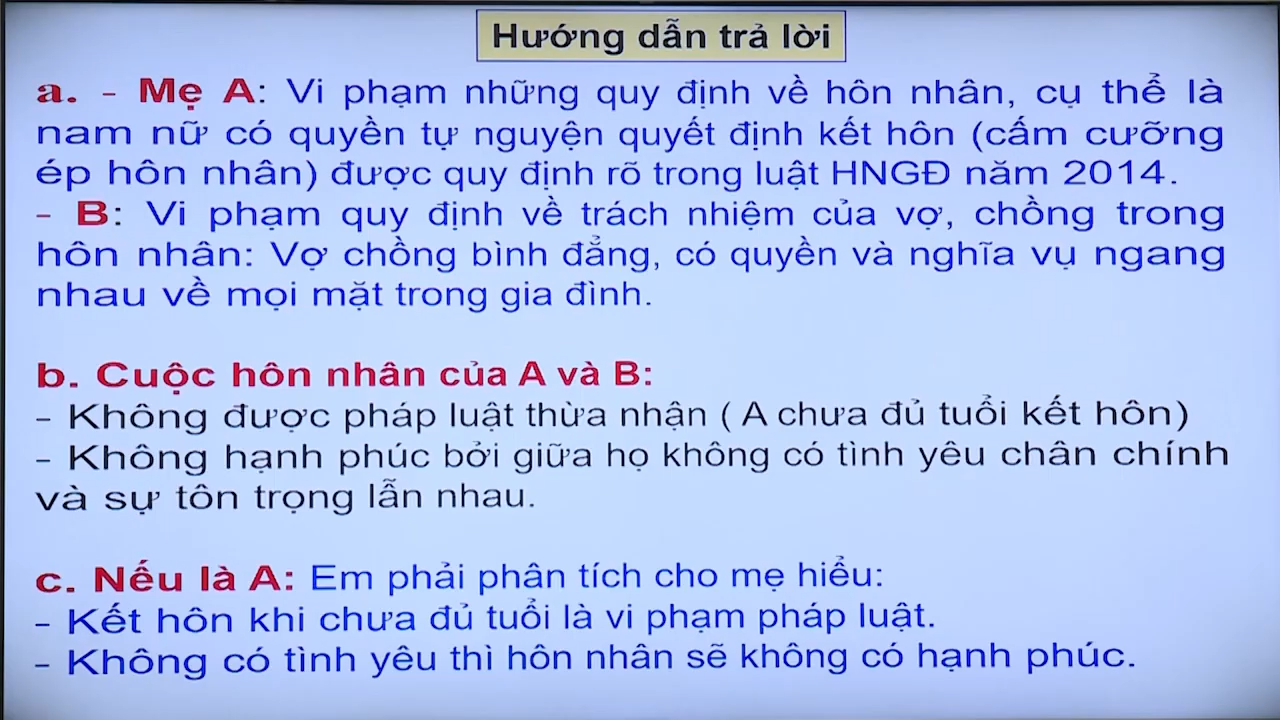 Hướng dẫn trả lời
a. - Mẹ A: Vi phạm những quy định về hôn nhân, cụ thể là
nam nữ có quyền tự nguyện quyết định kết hôn (cấm cưỡng
ép hôn nhân) được quy định rõ trong luật HNGĐ năm 2014.
- B: Vi phạm quy định về trách nhiệm của vợ, chồng trong
hôn nhân: Vợ chồng bình đẳng, có quyền và nghĩa vụ ngang
nhau về mọi mặt trong gia đình.
b. Cuộc hôn nhân của A và B:
- Không được pháp luật thừa nhận ( A chưa đủ tuổi kết hôn)
- Không hạnh phúc bởi giữa họ không có tình yêu chân chính
và sự tôn trọng lẫn nhau.
c. Nếu là A: Em phải phân tích cho mẹ hiểu:
- Kết hôn khi chưa đủ tuổi là vi phạm pháp luật.
- Không có tình yêu thì hôn nhân sẽ không có hạnh phúc.